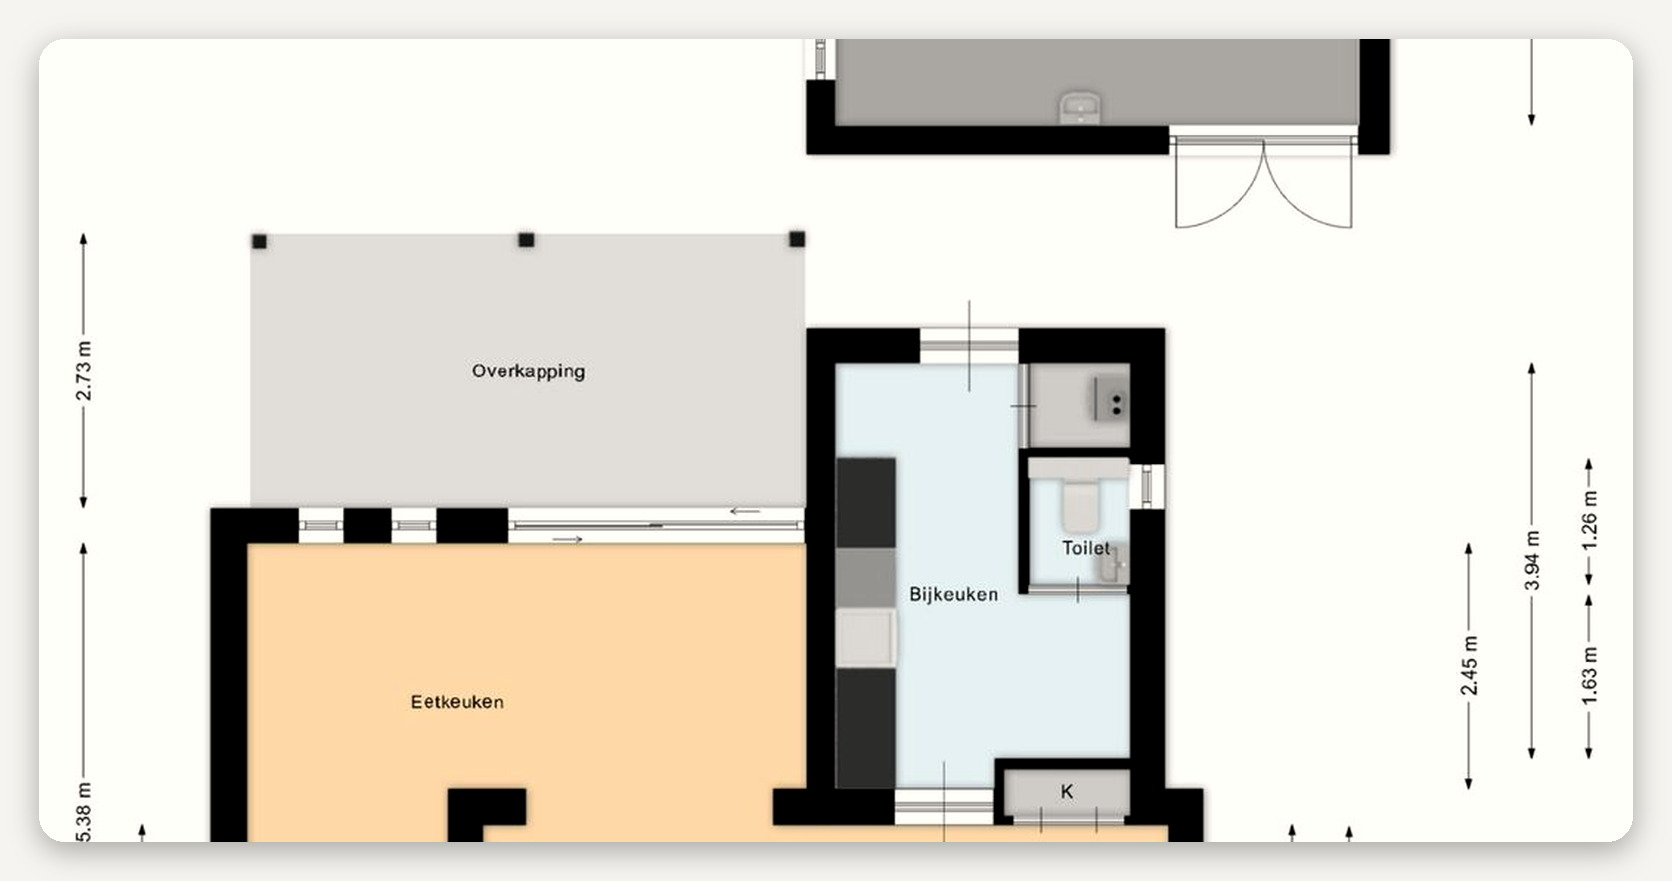 2.73 m
Overkapping
Toilet
1.26 m
3.94 m
Bijkeuken
2.45 m
1.63 m
Eetkeuken
K
5.38 m